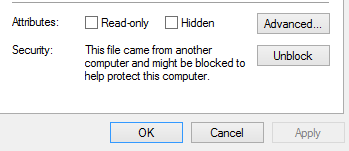 Attributes: Read-only Hidden Advanced...
Security: This file came from another Unblock
computer and might be blocked to
help protect this computer.
OK Cancel Apply